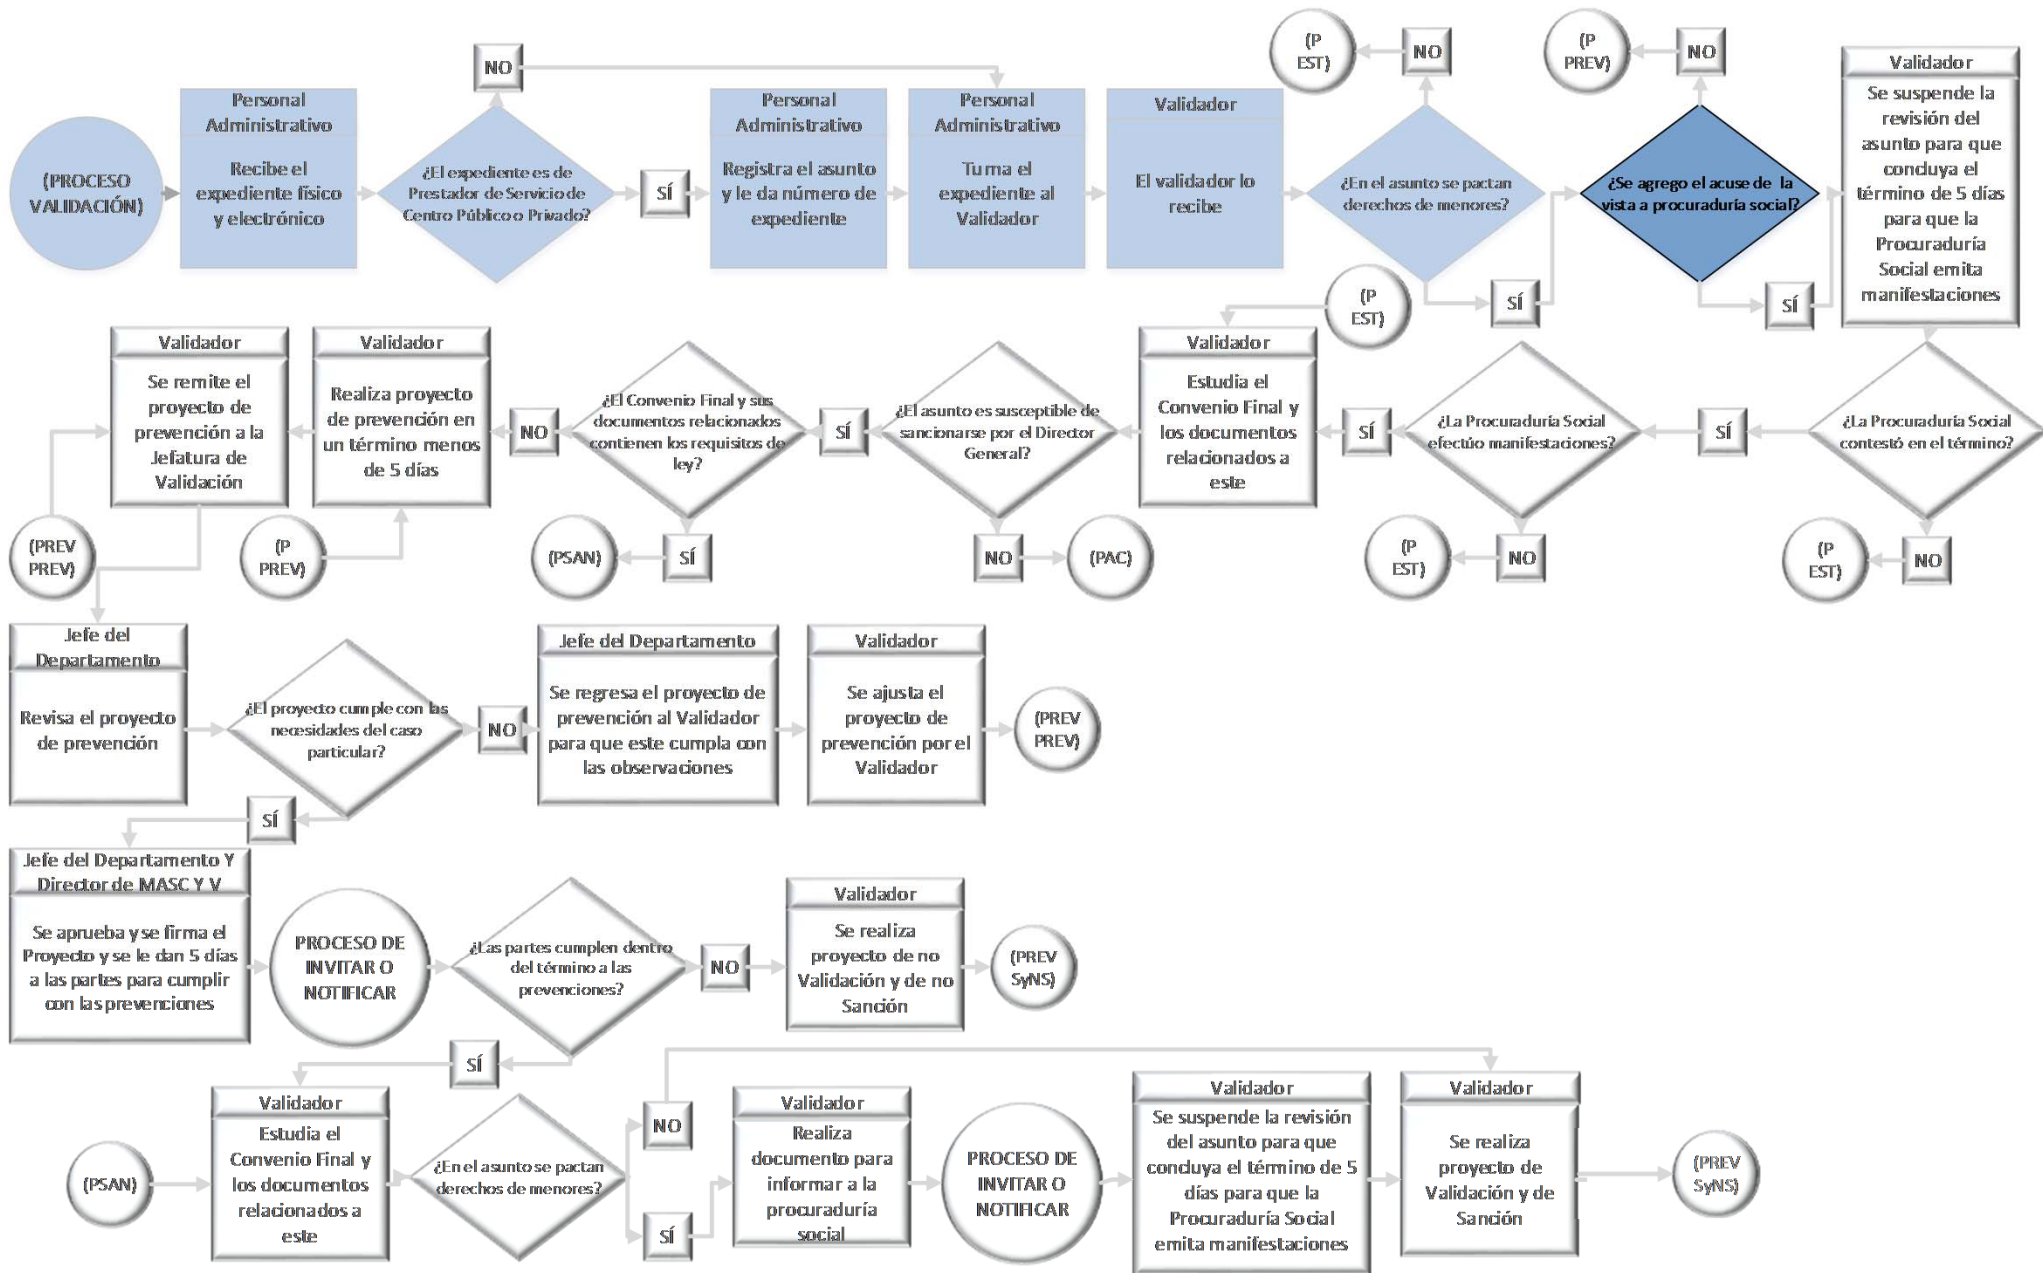 (PROCESO
VALIDACIÓN)
Personal
Administrativo
Recibe el
expediente físico
y electrónico
NO
¿El expediente es de
Prestador de Servicio de
Centro Público o Privado?
SÍ
Personal
Administrativo
Registra el asunto
y le da número de
expediente
Personal
Administrativo
Turna el
expediente al
Validador
Validador
El validador lo
recibe
(P
EST)
NO
¿En el asunto se pactan
derechos de menores?
SÍ
(P
PREV)
NO
¿Se agrego el acuse de la
vista a procuraduría social?
SÍ
Validador
Se suspende la
revisión del
asunto para que
concluya el
término de 5 días
para que la
Procuraduría
Social emita
manifestaciones
Validador
Se remite el
proyecto de
prevención a la
Jefatura de
Validación
Validador
Realiza proyecto
de prevención en
un término menos
de 5 días
NO
¿El Convenio Final y sus
documentos relacionados
contienen los requisitos de
ley?
SÍ
¿El asunto es susceptible de
sancionarse por el Director
General?
(P
EST)
Validador
Estudia el
Convenio Final y
los documentos
relacionados a
este
SÍ
¿La Procuraduría Social
efectúo manifestaciones?
SÍ
¿La Procuraduría Social
contestó en el término?
(PREV
PREV)
(P
PREV)
(PSAN)
SÍ
NO
(PAC)
(P
EST)
NO
(P
EST)
NO
Jefe del
Departamento
Revisa el proyecto
de prevención
¿El proyecto cumple con las
necesidades del caso
particular?
NO
Jefe del Departamento
Se regresa el proyecto de
prevención al Validador
para que este cumpla con
las observaciones
Validador
Se ajusta el
proyecto de
prevención por el
Validador
(PREV
PREV)
SÍ
Jefe del Departamento Y
Director de MASC Y V
Se aprueba y se firma el
Proyecto y se le dan 5 días
a las partes para cumplir
con las prevenciones
PROCESO DE
INVITAR O
NOTIFICAR
¿Las partes cumplen dentro
del término a las
prevenciones?
NO
Validador
Se realiza
proyecto de no
Validación y de no
Sanción
(PREV
SyNS)
SÍ
(PSAN)
Validador
Estudia el
Convenio Final y
los documentos
relacionados a
este
¿En el asunto se pactan
derechos de menores?
NO
SÍ
Validador
Realiza
documento para
informar a la
procuraduría
social
PROCESO DE
INVITAR O
NOTIFICAR
Validador
Se suspende la revisión
del asunto para que
concluya el término de 5
días para que la
Procuraduría Social
emita manifestaciones
Validador
Se realiza
proyecto de
Validación y de
Sanción
(PREV
SyNS)